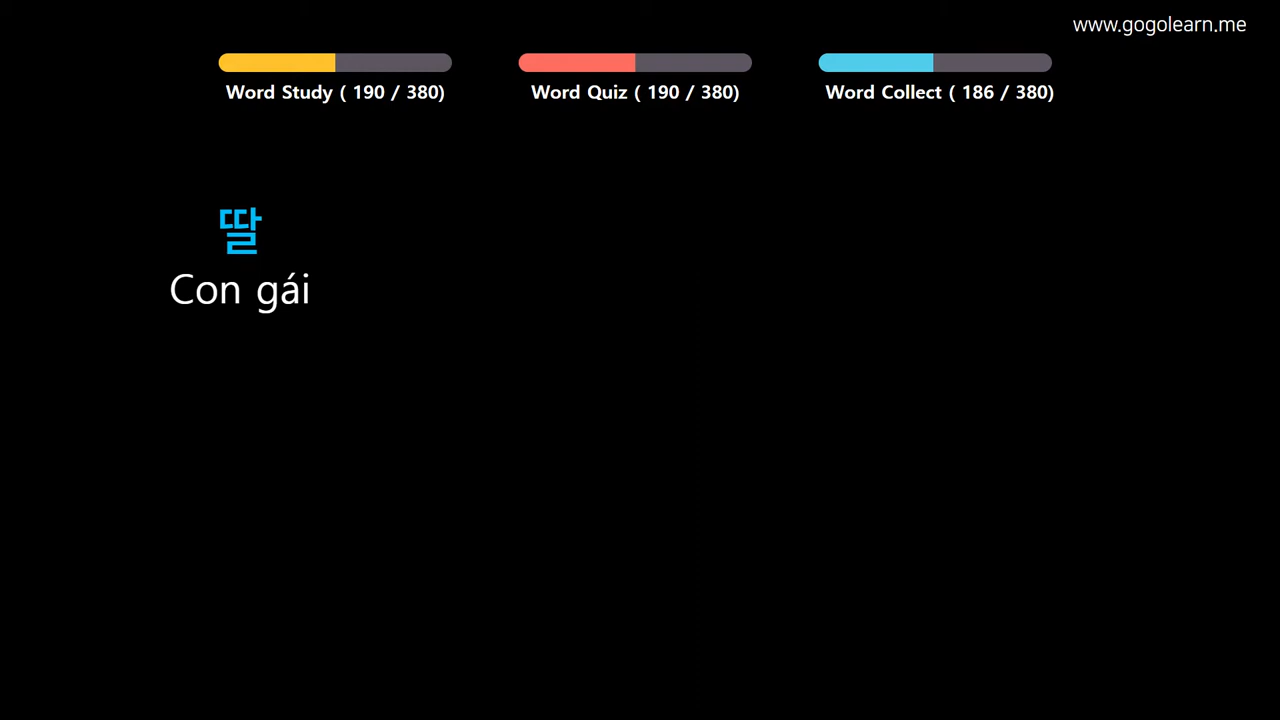 www.gogolearn.me
Word Study ( 190 / 380)
Word Quiz ( 190 / 380)
Word Collect ( 186 / 380)
딸
Con gái